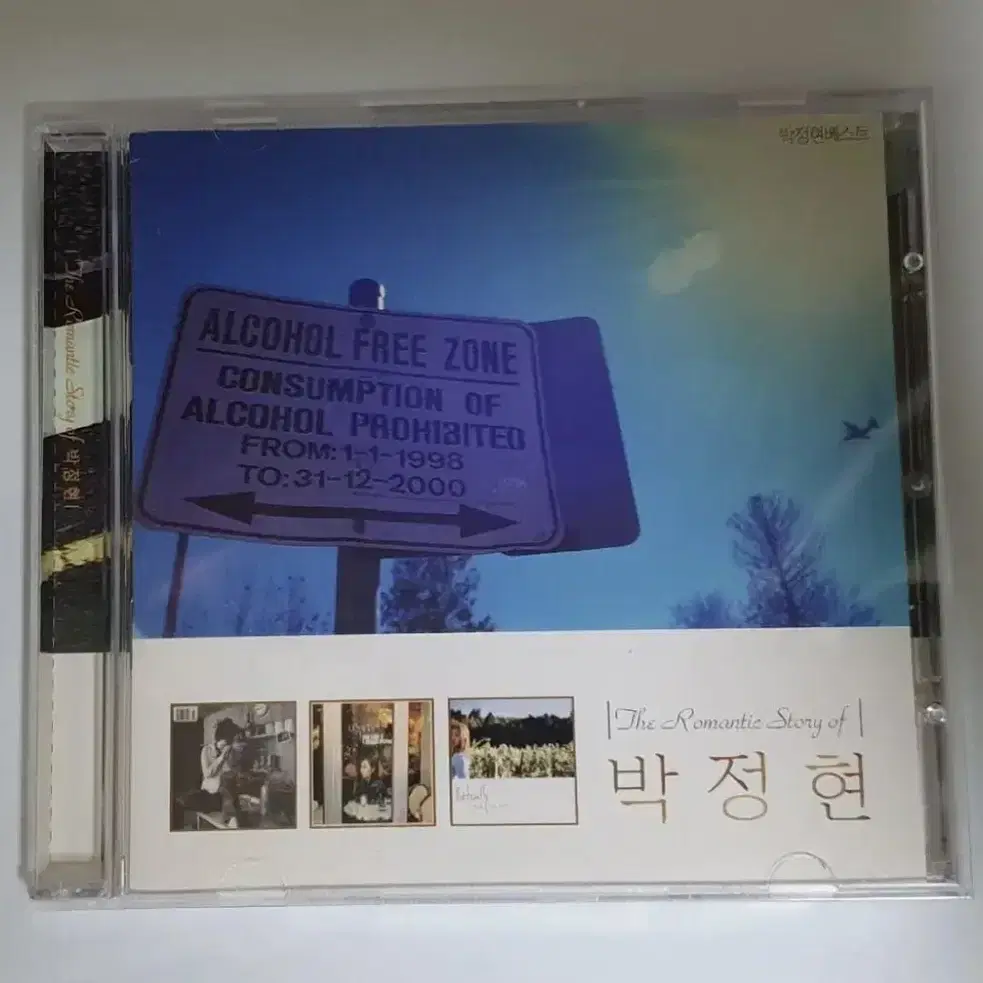 박정현베스트
ALCOHOL FREE ZONE
CONSUMPTION OF
ALCOHOL PROHIBITED
FROM:1-1-1998
TO:31-12-2000
The Romantic Story of
박정현
The Romantic Story of 박정현